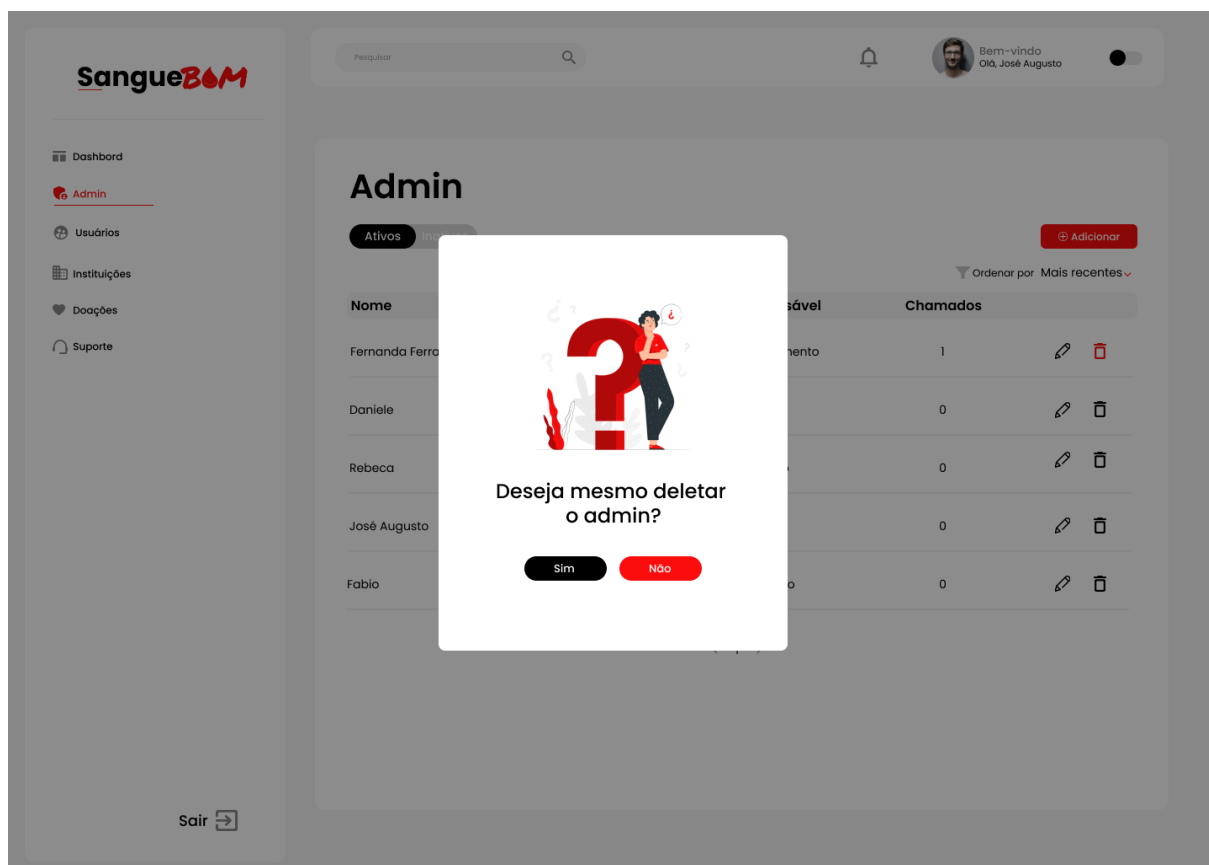 SangueBOM
Pesquisar
Bem-vindo
Olá, José Augusto
Dashbord
Admin
Usuários
Instituições
Doações
Suporte
Sair
Admin
Ativos
Adicionar
Ordenar por Mais recentes
Nome sável Chamados
Fernanda Ferro mento 1
Daniele 0
Rebeca 0
José Augusto 0
Fabio o 0
¿
Deseja mesmo deletar
o admin?
Sim Não